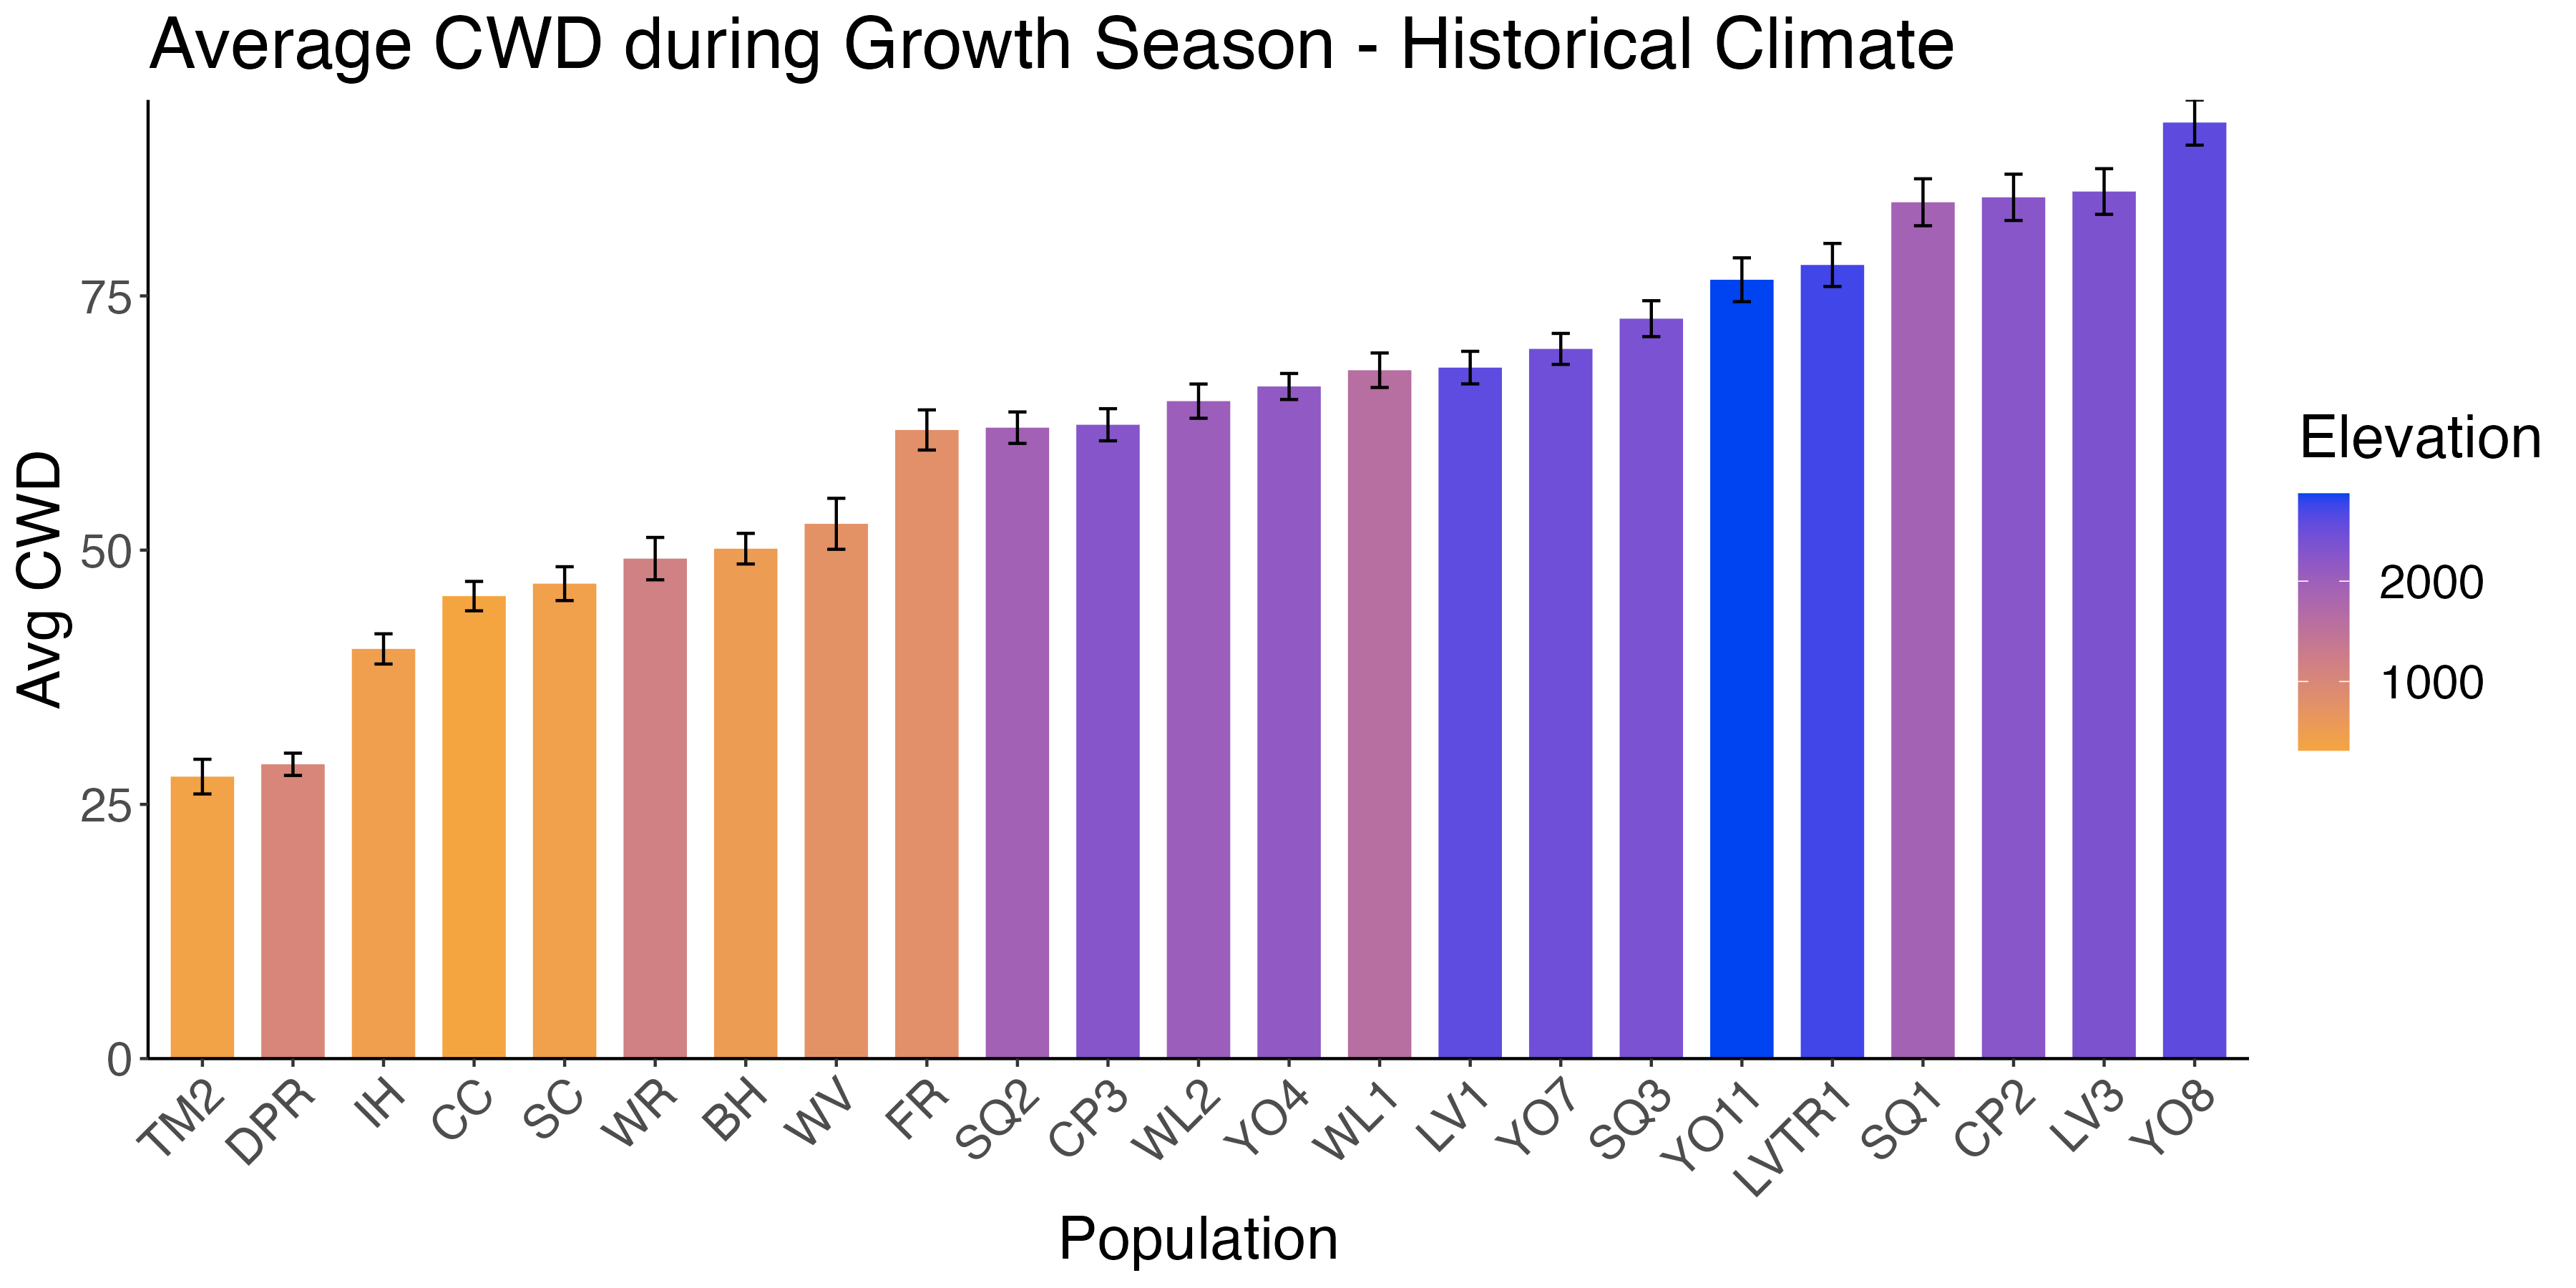 Average CWD during Growth Season - Historical Climate
Avg CWD
75
50
25
0
TM2
DPR
IH
CC
SC
WR
BH
WV
FR
SQ2
CP3
WL2
YO4
WL1
LV1
YO7
SQ3
YO11
LVTR1
SQ1
CP2
LV3
YO8
Population
Elevation
2000
1000